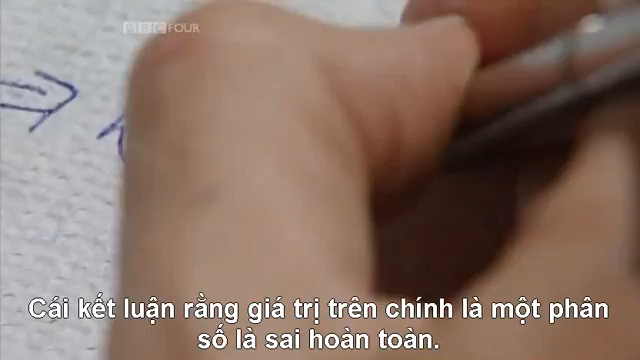 BBC FOUR
Cái kết luận rằng giá trị trên chính là một phân
số là sai hoàn toàn.